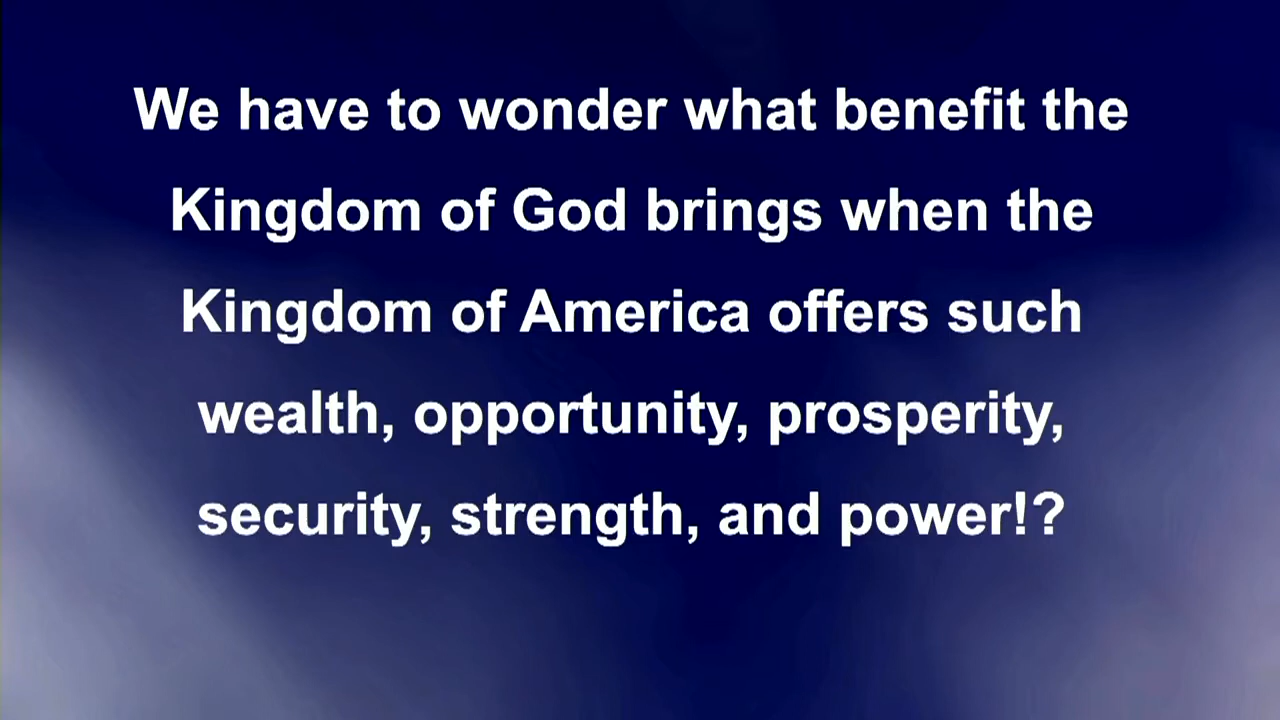 We have to wonder what benefit the
Kingdom of God brings when the
Kingdom of America offers such
wealth, opportunity, prosperity,
security, strength, and power!?